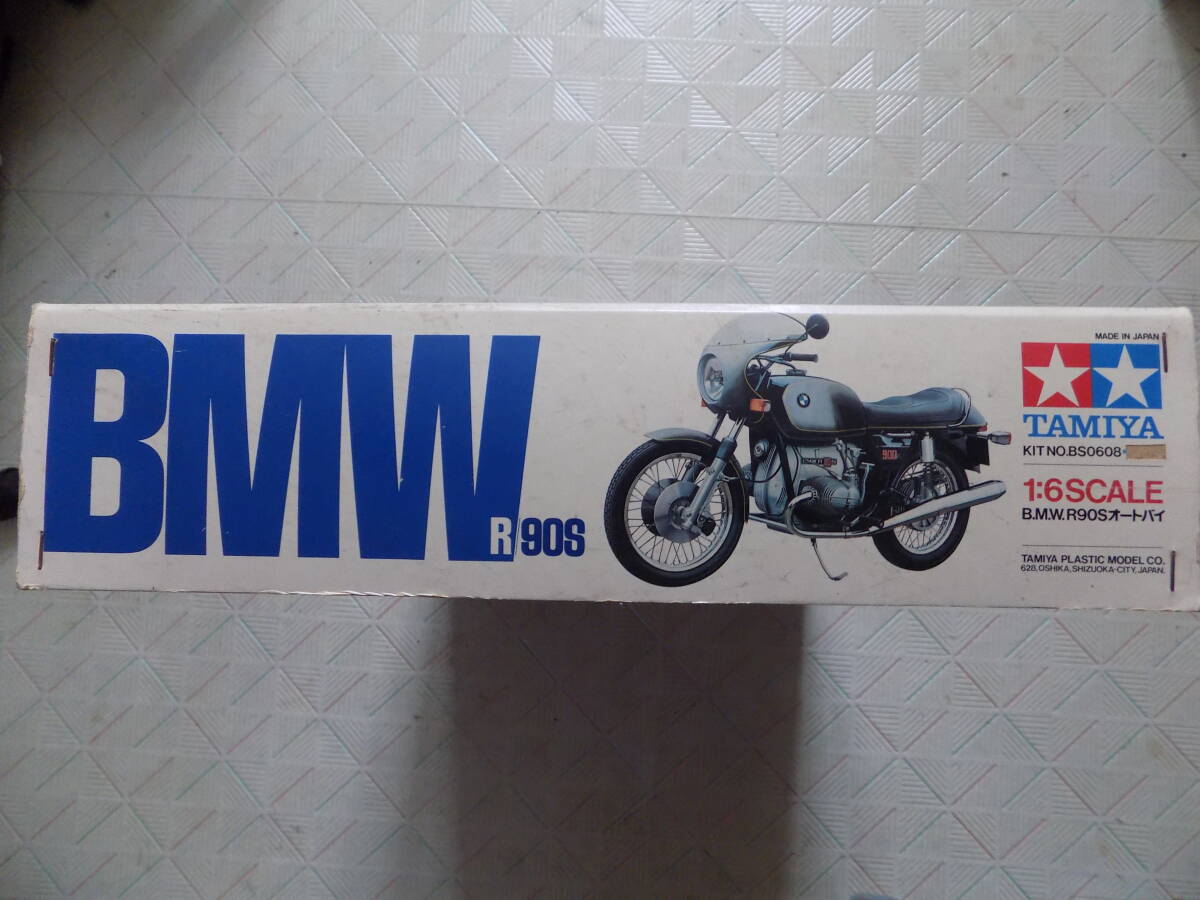 BMW
R/90S
900
MADE IN JAPAN
TAMIYA
KIT NO.BS0608-
1:6SCALE
B.M.W.R90Sオートバイ
TAMIYA PLASTIC MODEL CO.
628,OSHIKA,SHIZUOKA-CITY,JAPAN.